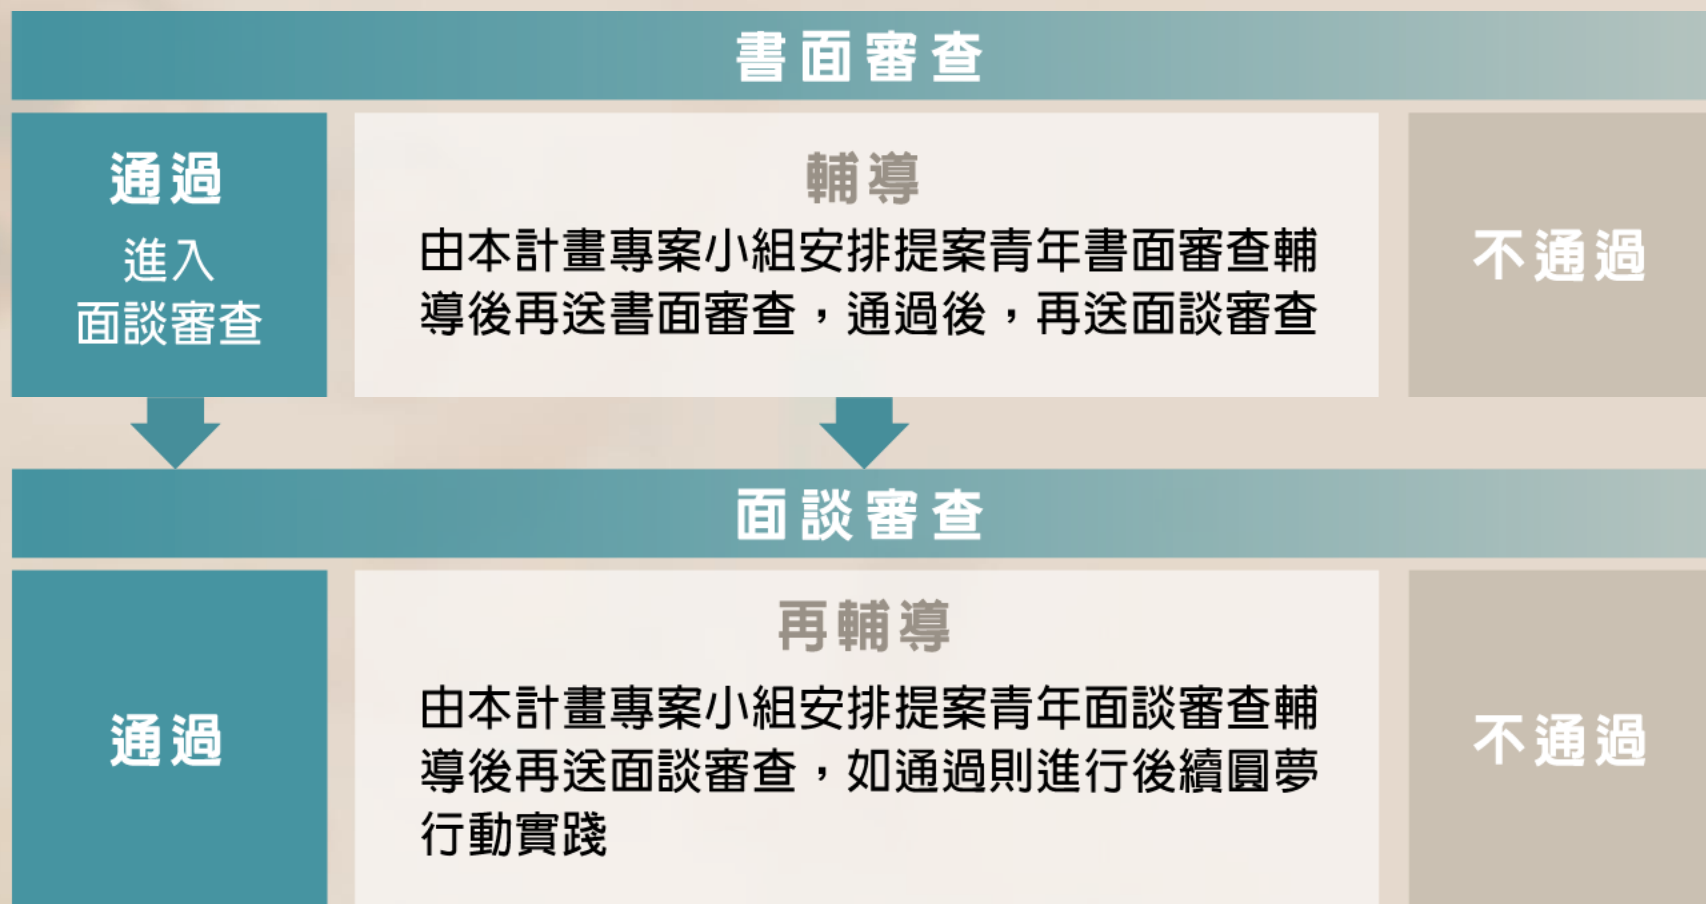 書面審查
通過
進入
面談審查
輔導
由本計畫專案小組安排提案青年書面審查輔
導後再送書面審查，通過後，再送面談審查
不通過
面談審查
通過
再輔導
由本計畫專案小組安排提案青年面談審查輔
導後再送面談審查，如通過則進行後續圓夢
行動實踐
不通過